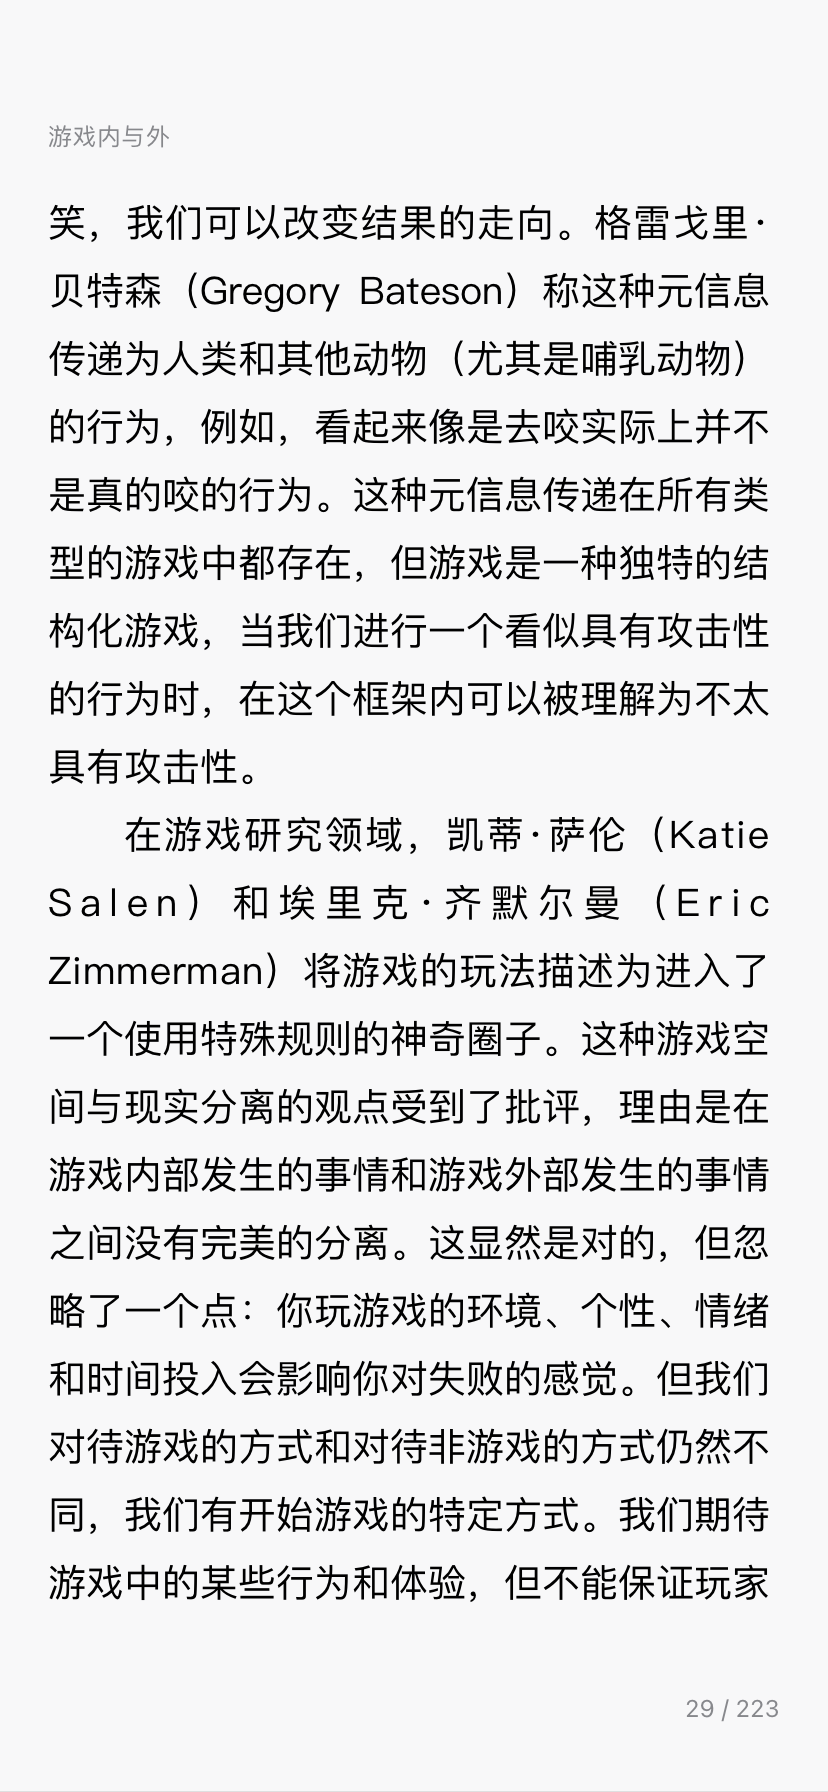 游戏内与外
笑，我们可以改变结果的走向。格雷戈里·
贝特森（Gregory Bateson）称这种元信息
传递为人类和其他动物（尤其是哺乳动物）
的行为，例如，看起来像是去咬实际上并不
是真的咬的行为。这种元信息传递在所有类
型的游戏中都存在，但游戏是一种独特的结
构化游戏，当我们进行一个看似具有攻击性
的行为时，在这个框架内可以被理解为不太
具有攻击性。
在游戏研究领域，凯蒂·萨伦（Katie
Salen）和埃里克·齐默尔曼（Eric
Zimmerman）将游戏的玩法描述为进入了
一个使用特殊规则的神奇圈子。这种游戏空
间与现实分离的观点受到了批评，理由是在
游戏内部发生的事情和游戏外部发生的事情
之间没有完美的分离。这显然是对的，但忽
略了一个点：你玩游戏的环境、个性、情绪
和时间投入会影响你对失败的感觉。但我们
对待游戏的方式和对待非游戏的方式仍然不
同，我们有开始游戏的特定方式。我们期待
游戏中的某些行为和体验，但不能保证玩家
29 / 223